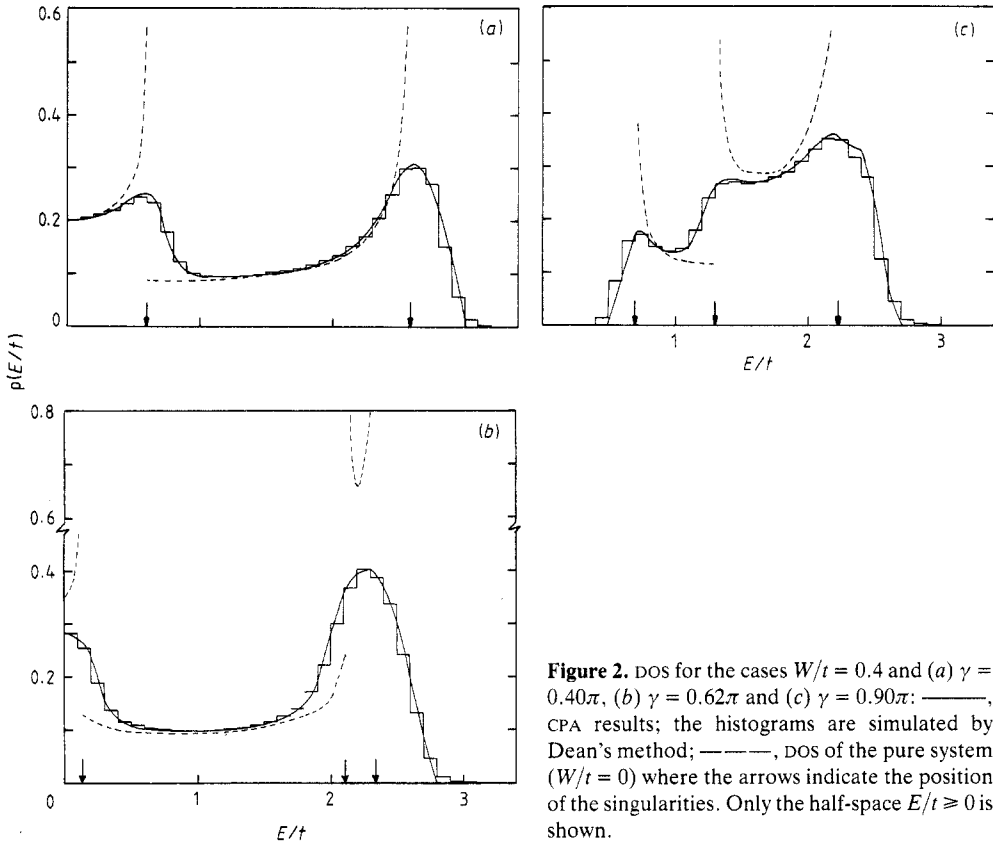 0.6
(a)
0.4
0.2
0
(c)
1
2
3
E/t
ρ(E/t)
0.8
(b)
0.6
0.4
0.2
0
0
1
2
3
E/t
Figure 2. DOS for the cases W/t = 0.4 and (a) γ =
0.40π, (b) γ = 0.62π and (c) γ = 0.90π: ———,
CPA results; the histograms are simulated by
Dean's method; — — —, DOS of the pure system
(W/t = 0) where the arrows indicate the position
of the singularities. Only the half-space E/t ⩾ 0 is
shown.